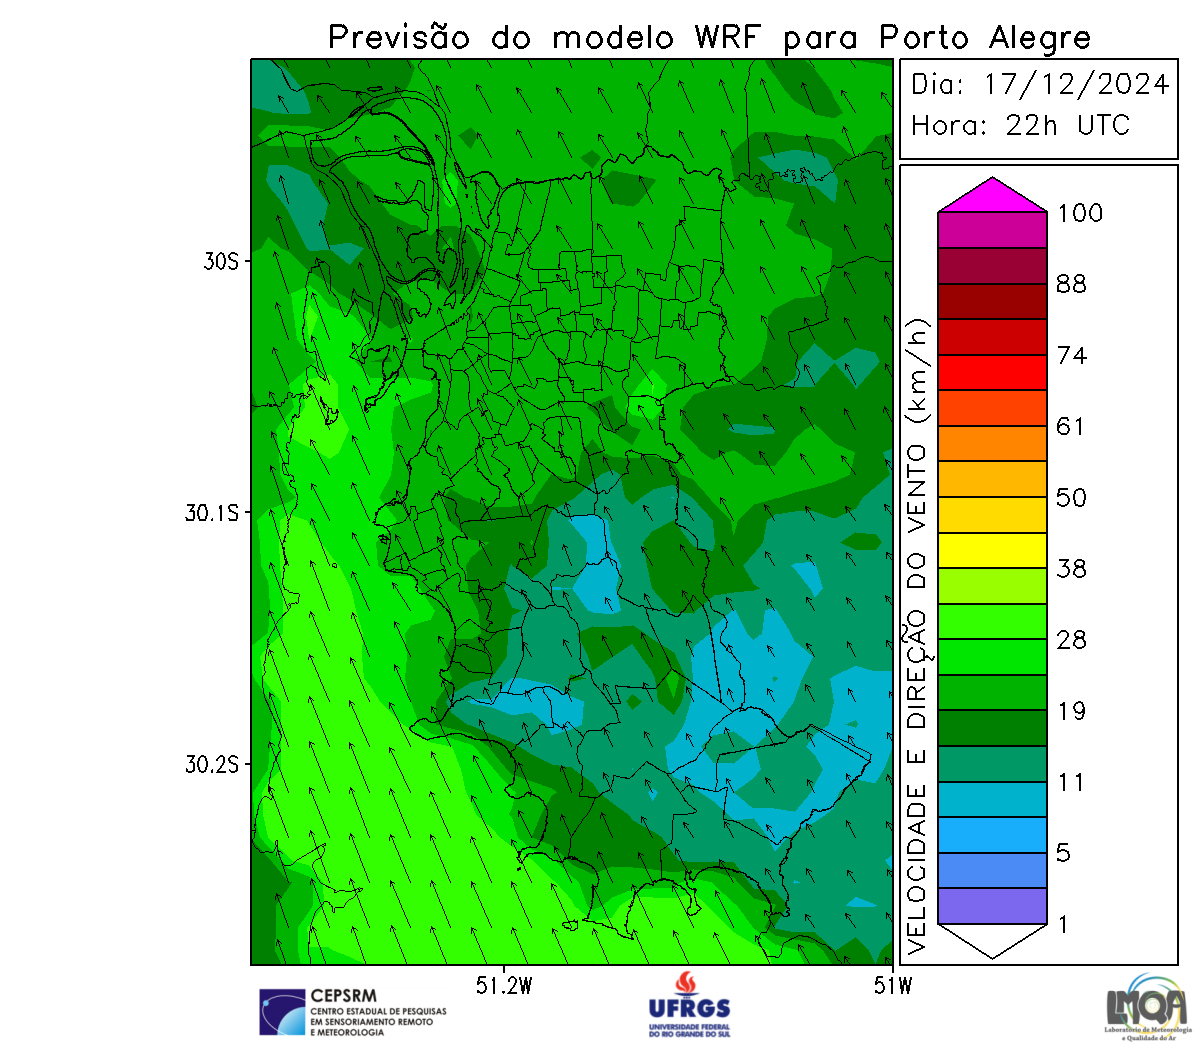 Previsão do modelo WRF para Porto Alegre
Dia: 17/12/2024
Hora: 22h UTC
30S
30.1S
30.2S
51.2W
51W
VELOCIDADE E DIREÇÃO DO VENTO (km/h)
100
88
74
61
50
38
28
19
11
5
1
CEPSRM
CENTRO ESTADUAL DE PESQUISAS
EM SENSORIAMENTO REMOTO
E METEOROLOGIA
UFRGS
UNIVERSIDADE FEDERAL
DO RIO GRANDE DO SUL
LMQA
Laboratório de Meteorologia
e Qualidade do Ar